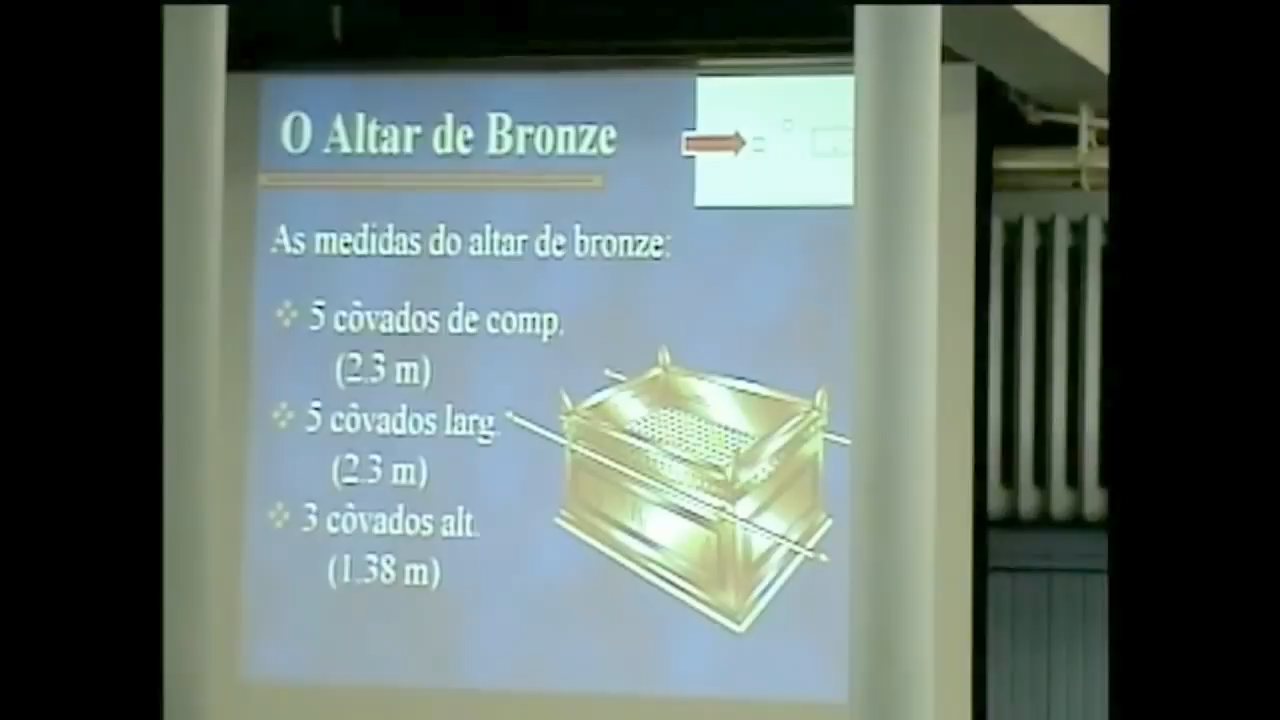 O Altar de Bronze
As medidas do altar de bronze:
5 côvados de comp.
(2.3 m)
5 côvados larg.
(2.3 m)
3 côvados alt.
(1.38 m)